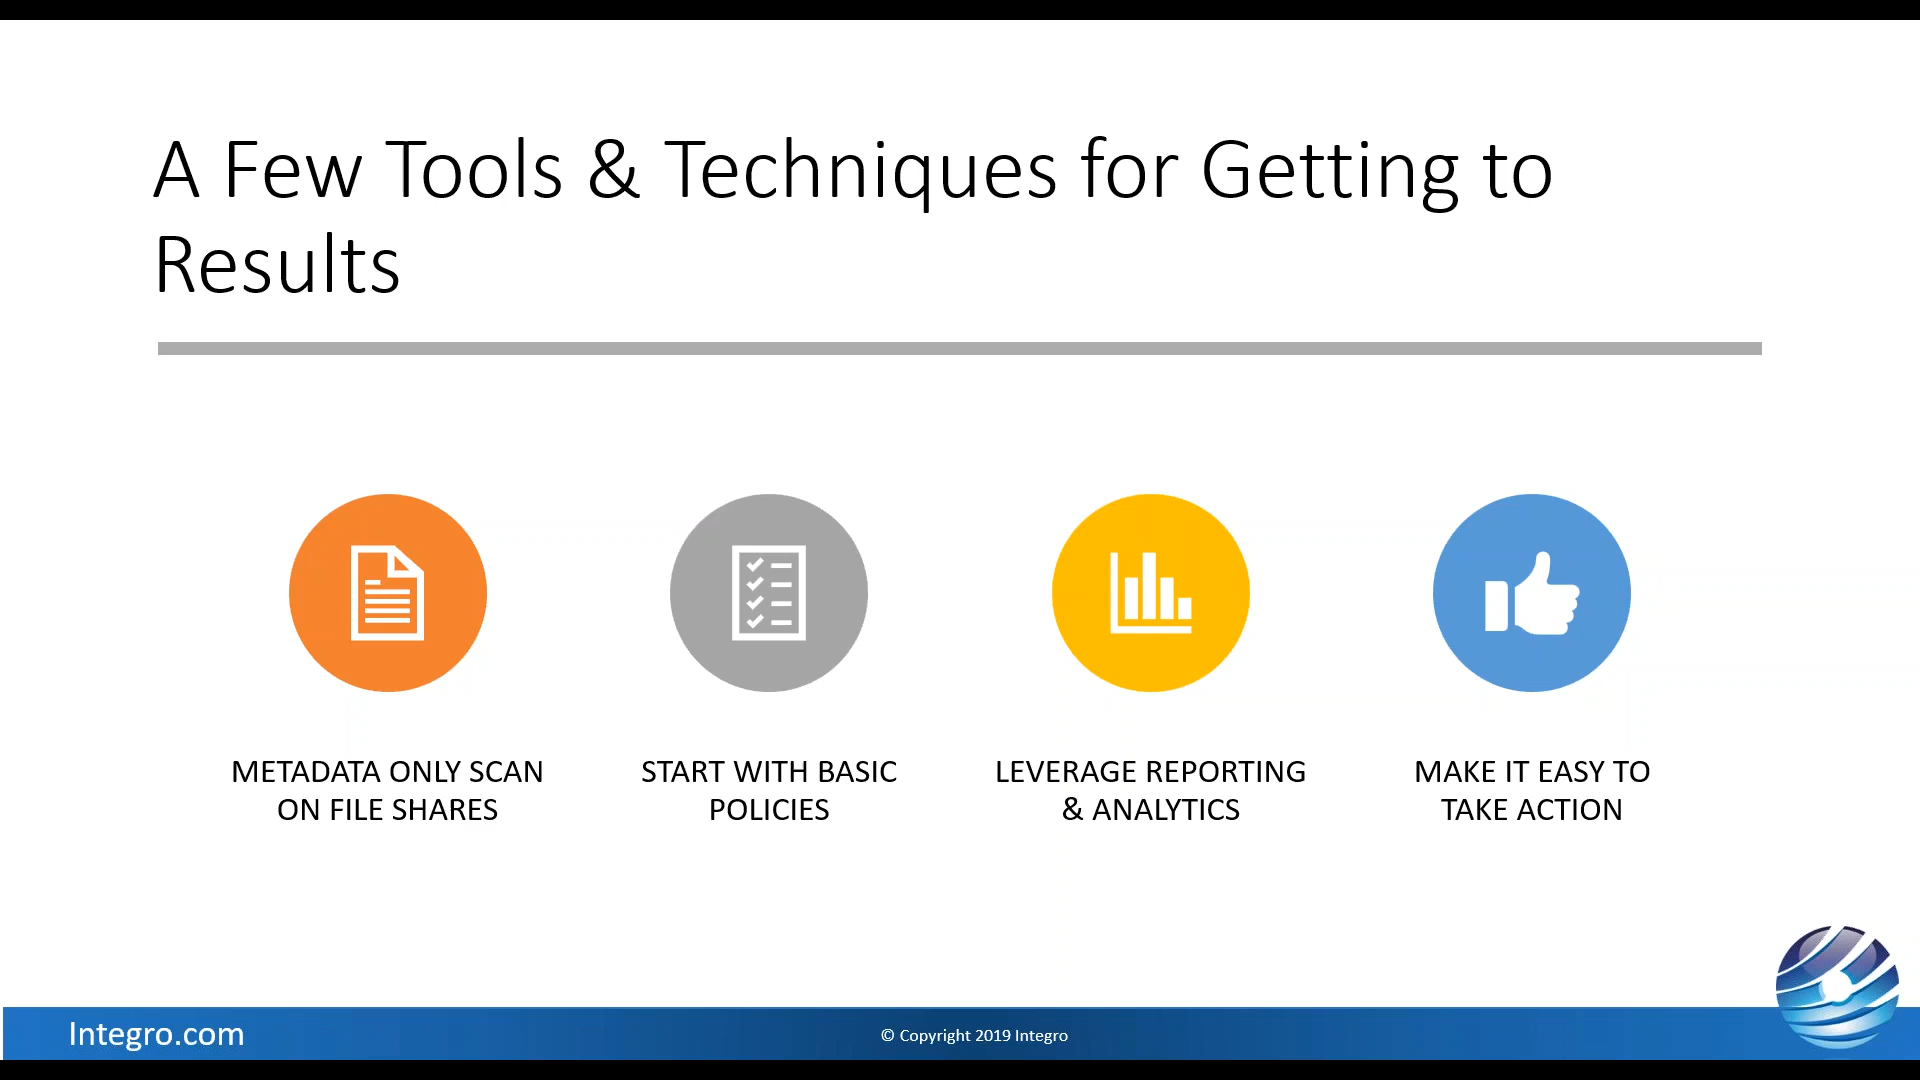 A Few Tools & Techniques for Getting to
Results
METADATA ONLY SCAN
ON FILE SHARES
START WITH BASIC
POLICIES
LEVERAGE REPORTING
& ANALYTICS
MAKE IT EASY TO
TAKE ACTION
Integro.com
© Copyright 2019 Integro